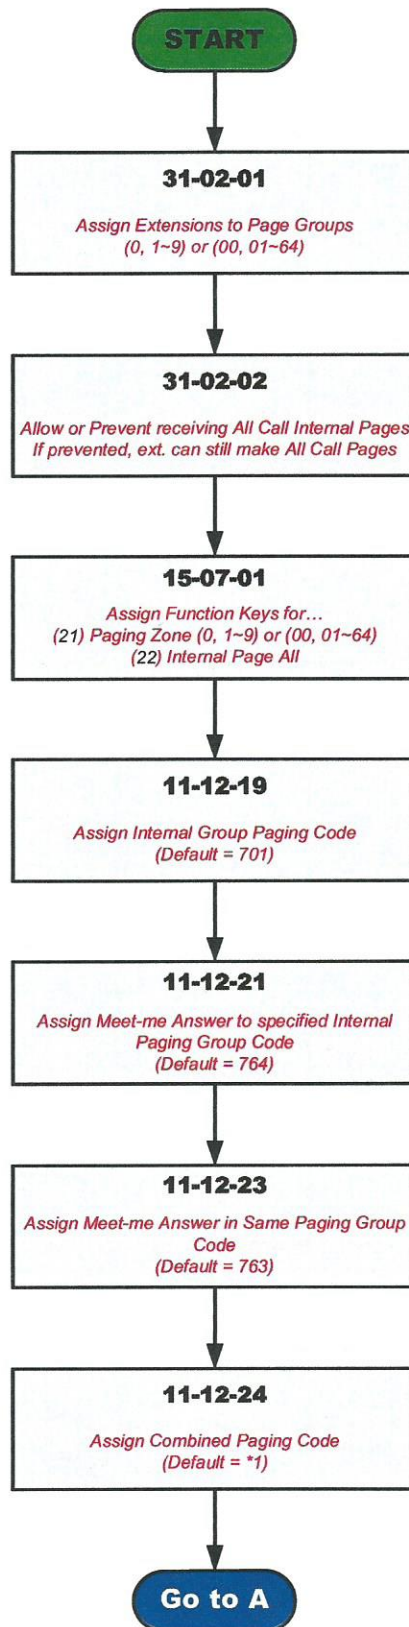 START
31-02-01
Assign Extensions to Page Groups
(0, 1~9) or (00, 01~64)
31-02-02
Allow or Prevent receiving All Call Internal Pages
If prevented, ext. can still make All Call Pages
15-07-01
Assign Function Keys for...
(21) Paging Zone (0, 1~9) or (00, 01~64)
(22) Internal Page All
11-12-19
Assign Internal Group Paging Code
(Default = 701)
11-12-21
Assign Meet-me Answer to specified Internal
Paging Group Code
(Default = 764)
11-12-23
Assign Meet-me Answer in Same Paging Group
Code
(Default = 763)
11-12-24
Assign Combined Paging Code
(Default = *1)
Go to A